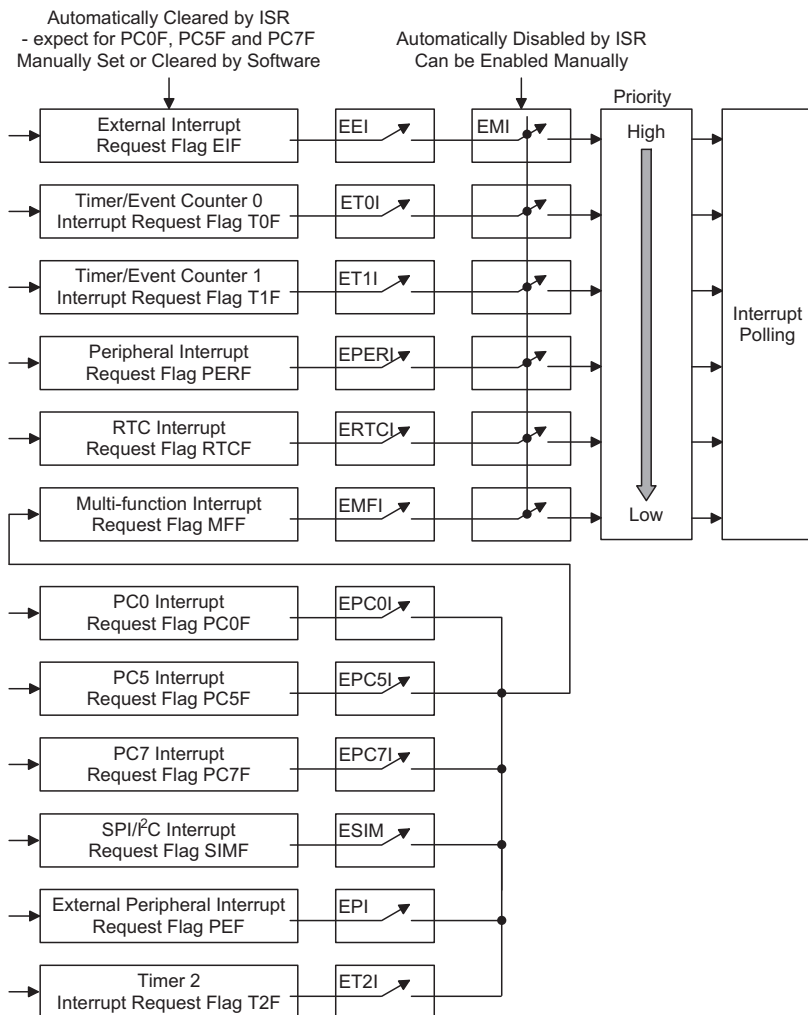 Automatically Cleared by ISR
- expect for PC0F, PC5F and PC7F
Manually Set or Cleared by Software
Automatically Disabled by ISR
Can be Enabled Manually
Priority
External Interrupt
Request Flag EIF
EEI
EMI
High
Timer/Event Counter 0
Interrupt Request Flag T0F
ET0I
Timer/Event Counter 1
Interrupt Request Flag T1F
ET1I
Interrupt
Polling
Peripheral Interrupt
Request Flag PERF
EPERI
RTC Interrupt
Request Flag RTCF
ERTCI
Multi-function Interrupt
Request Flag MFF
EMFI
Low
PC0 Interrupt
Request Flag PC0F
EPC0I
PC5 Interrupt
Request Flag PC5F
EPC5I
PC7 Interrupt
Request Flag PC7F
EPC7I
SPI/I²C Interrupt
Request Flag SIMF
ESIM
External Peripheral Interrupt
Request Flag PEF
EPI
Timer 2
Interrupt Request Flag T2F
ET2I